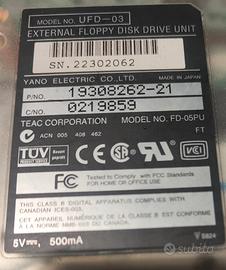 MODEL NO. UFD-03
EXTERNAL FLOPPY DISK DRIVE UNIT
SN.22302062
YANO ELECTRIC CO.,LTD.
MADE IN JAPAN
P/NO. 19308262-21
C/NO. 0219859
TEAC CORPORATION
MODEL NO. FD-05PU
ACN 005 408 462
FT
TÜV
CE
VCI
FC
Tested To Comply
With FCC Standards
FOR HOME OR OFFICE USE
THIS CLASS B DIGITAL APPARATUS COMPLIES WITH
CANADIAN ICES-003.
CET APPAREIL NUMÉRIQUE DE LA CLASSE B EST CONFORME
À LA NORME NMB-003 DU CANADA.
5V 500mA
5824
subito